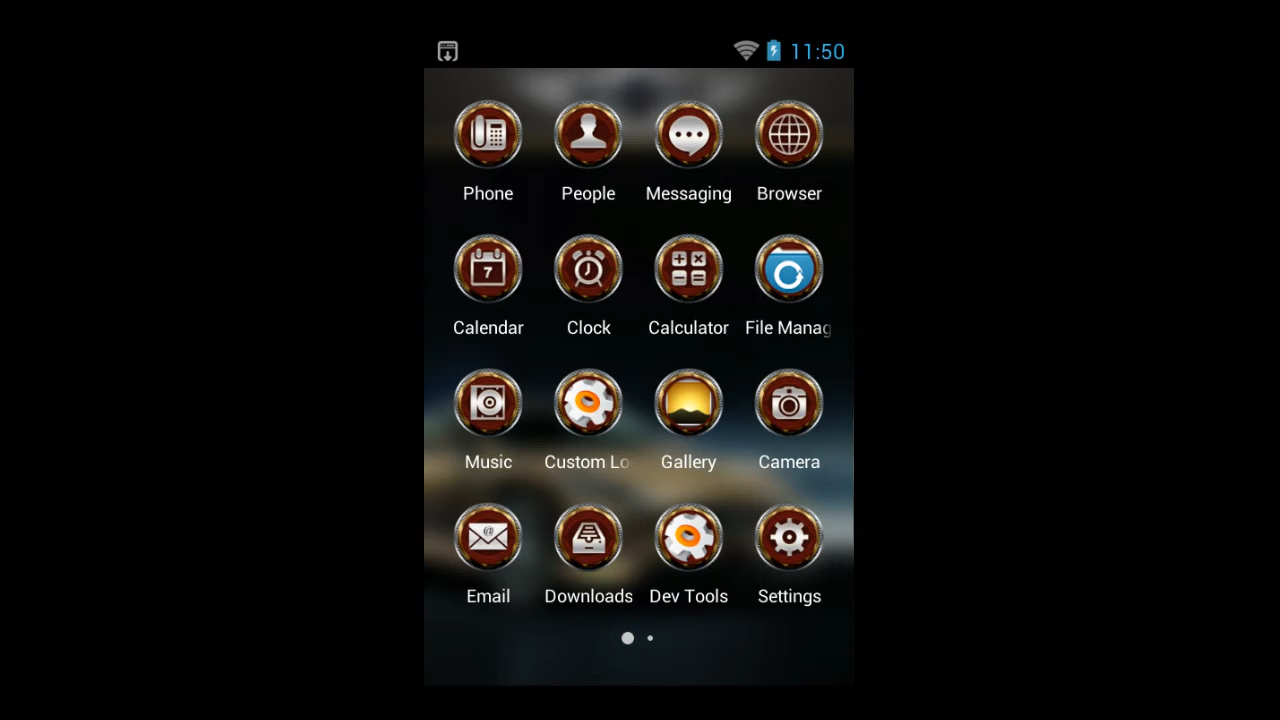 11:50
Phone People Messaging Browser
7
Calendar Clock Calculator File Manag
Custom Lo
Music Gallery Camera
@
Email Downloads Dev Tools Settings